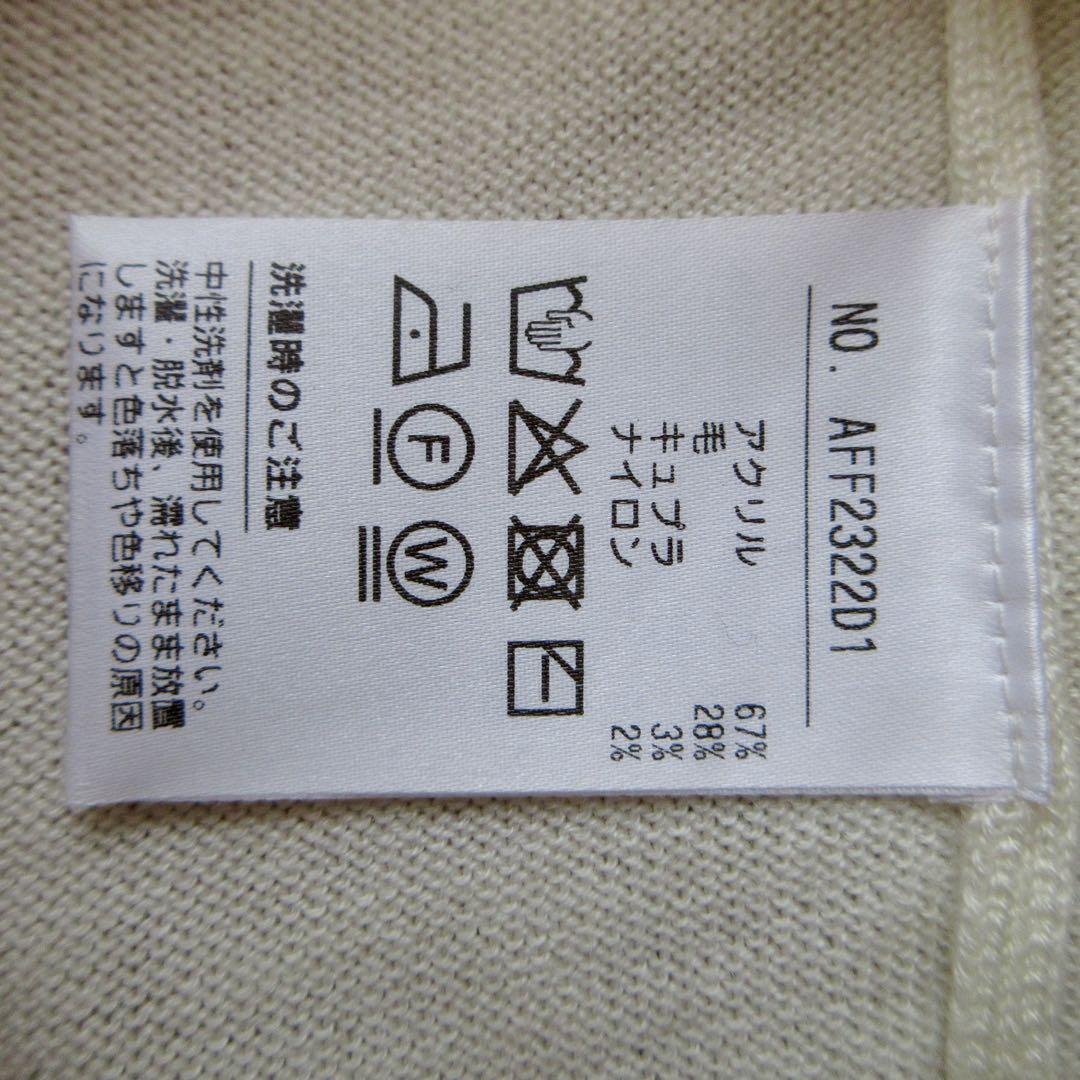 NO. AFF2322D1
アクリル 67%
毛 28%
キュプラ 3%
ナイロン 2%
F
W
洗濯時のご注意
中性洗剤を使用してください。
洗濯・脱水後、濡れたまま放置
しますと色落ちや色移りの原因
になります。